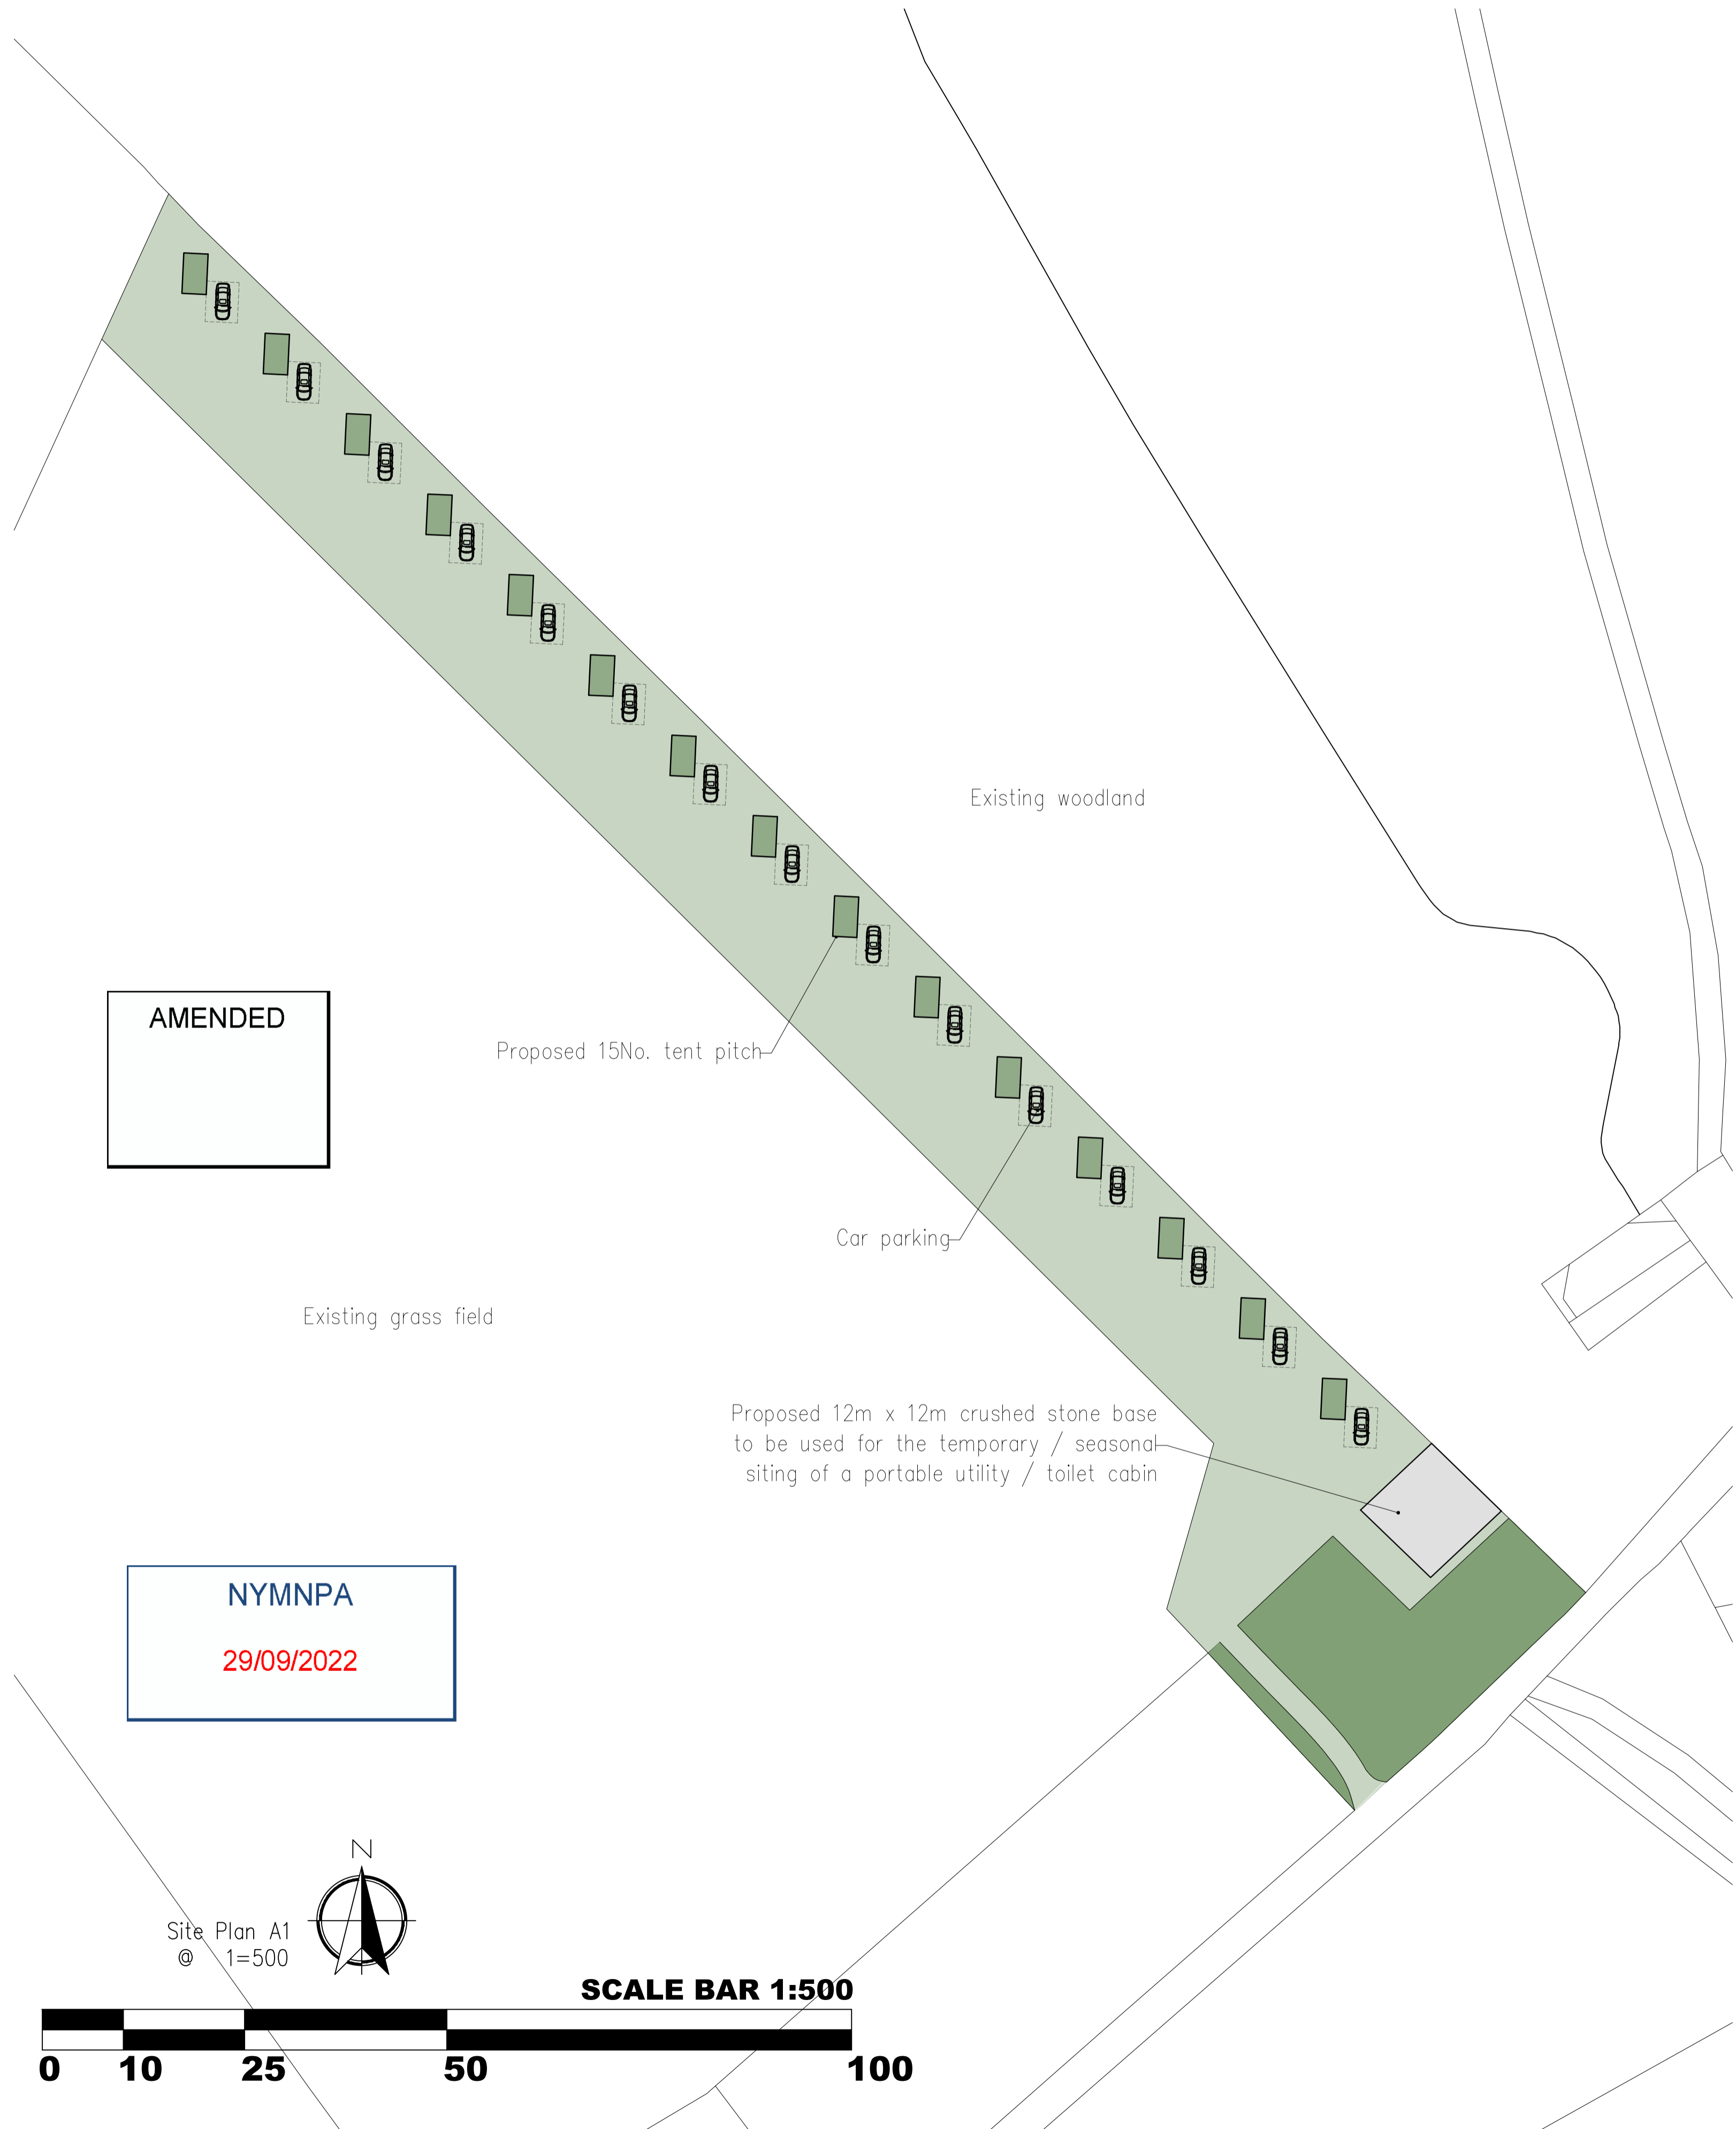 Existing woodland
AMENDED
Proposed 15No. tent pitch
Car parking
Existing grass field
Proposed 12m x 12m crushed stone base
to be used for the temporary / seasonal
siting of a portable utility / toilet cabin
NYMNPA
29/09/2022
N
Site Plan A1
@ 1=500
SCALE BAR 1:500
0 10 25 50 100